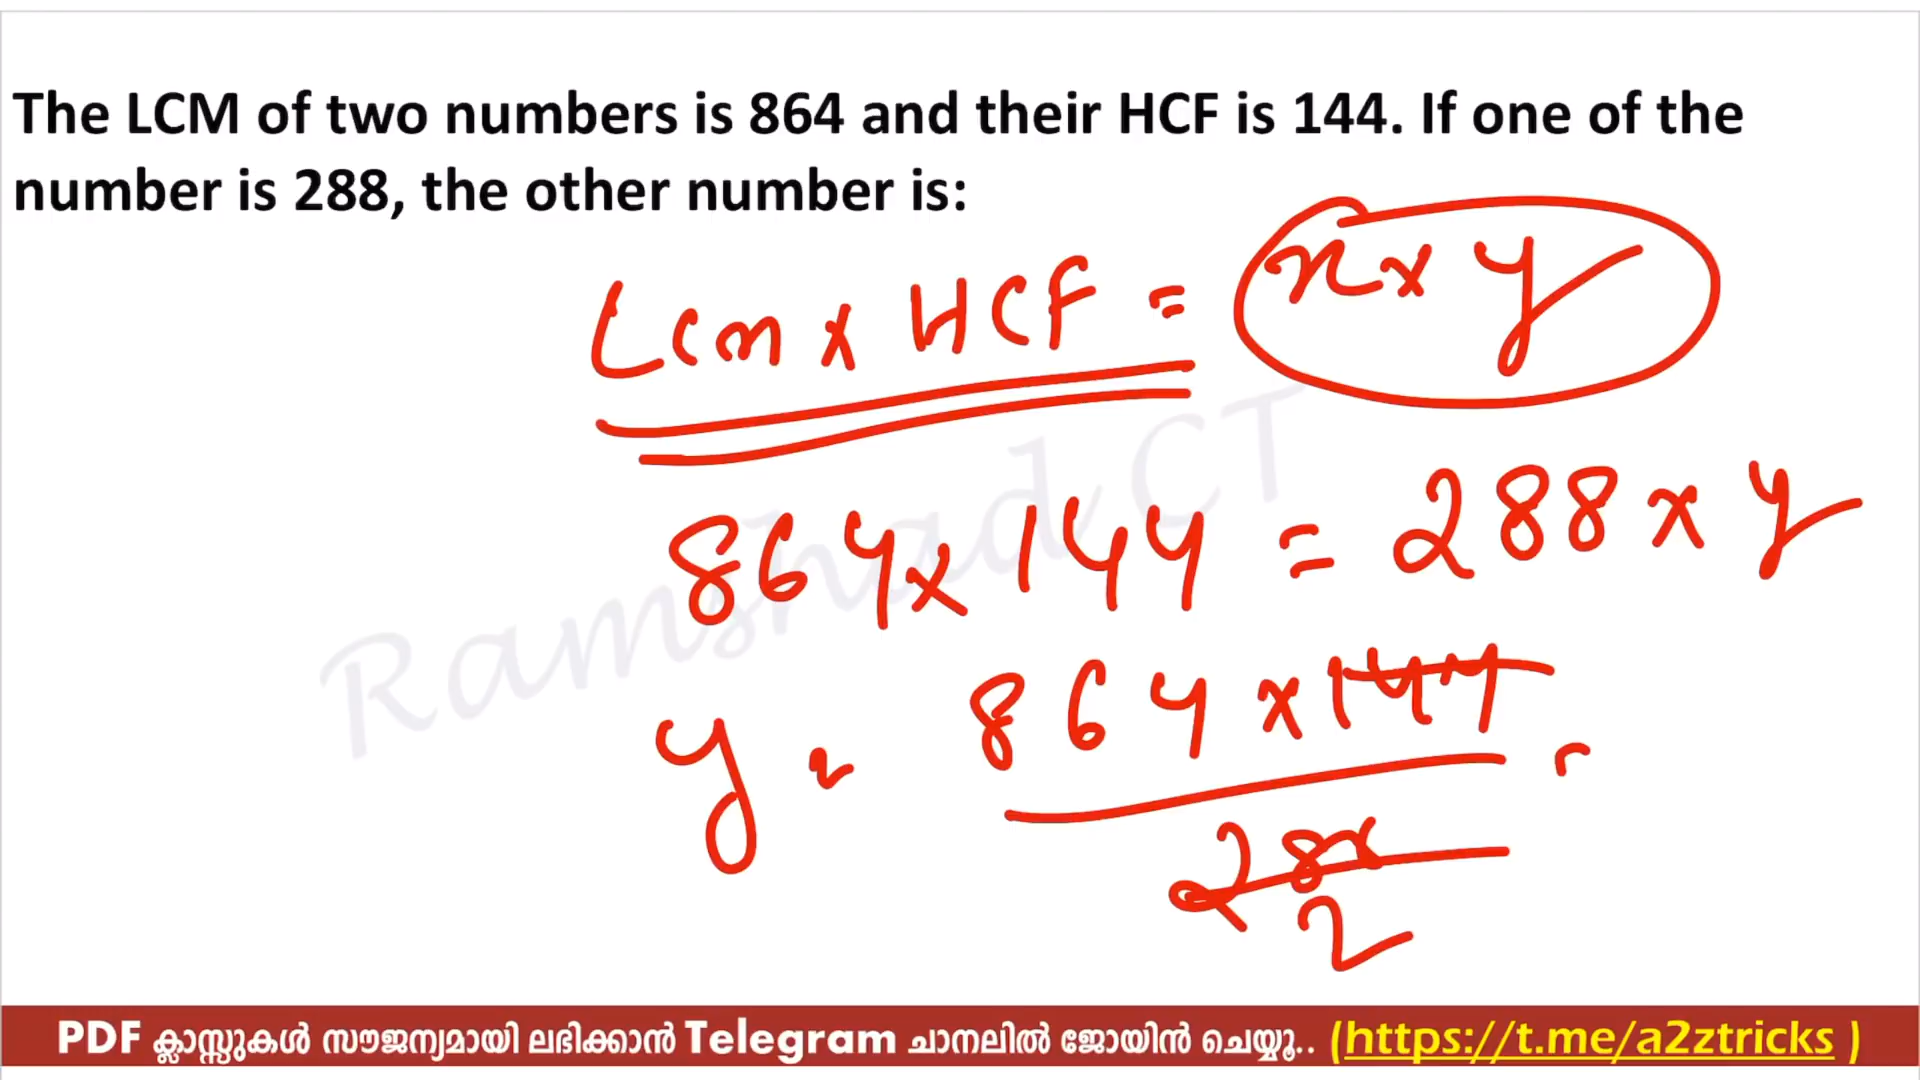 The LCM of two numbers is 864 and their HCF is 144. If one of the
number is 288, the other number is:
Lcm x HCF = x x y
864 x 144 = 288 x y
y = 864 x 144 =
288
2
Ramshad CT
PDF ക്ലാസ്സുകൾ സൗജന്യമായി ലഭിക്കാൻ Telegram ചാനലിൽ ജോയിൻ ചെയ്യൂ.. (https://t.me/a2ztricks )